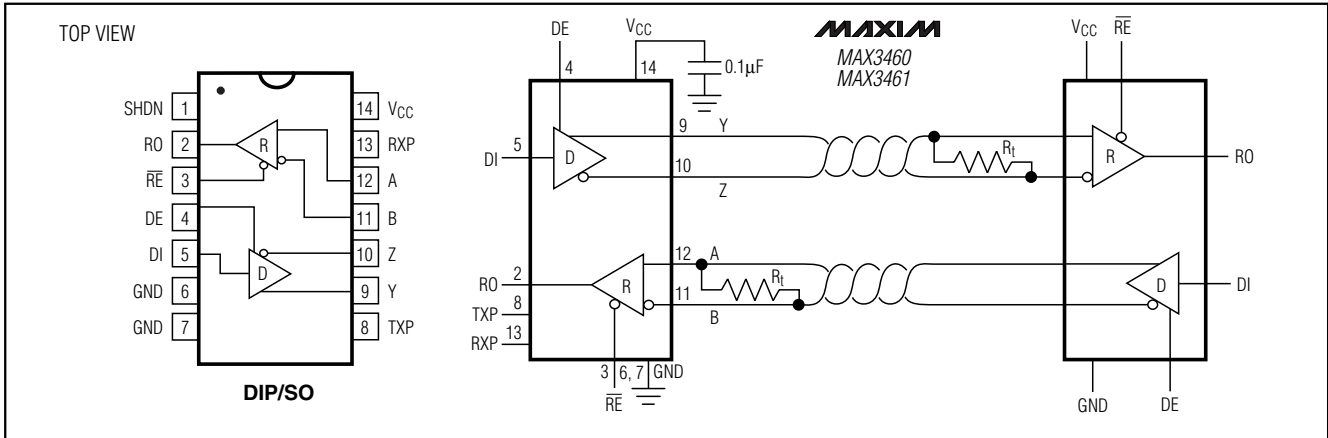 TOP VIEW
SHDN 1
RO 2
RE 3
DE 4
DI 5
GND 6
GND 7
14 VCC
13 RXP
12 A
11 B
10 Z
9 Y
8 TXP
R
D
DIP/SO
MAXIM
MAX3460
MAX3461
DE
4
VCC
14
0.1µF
DI 5
D
9 Y
10
Z
Rt
VCC
RE
R
RO
RO 2
TXP 8
RXP 13
R
12 A
11
B
Rt
3
RE
6, 7
GND
D
DI
GND
DE